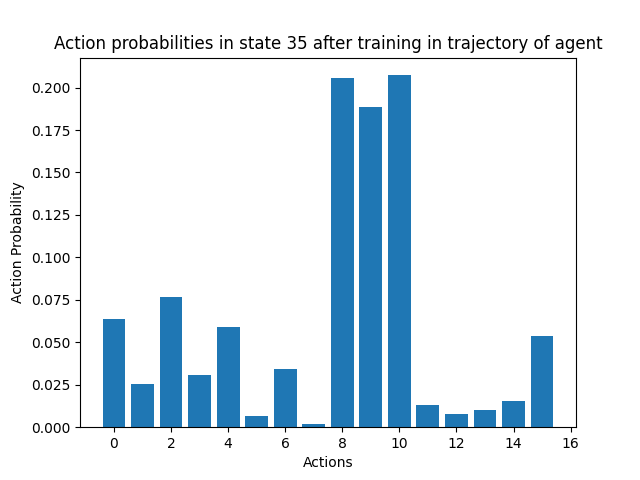 Action probabilities in state 35 after training in trajectory of agent
0.200
0.175
0.150
0.125
0.100
0.075
0.050
0.025
0.000
Action Probability
0 2 4 6 8 10 12 14 16
Actions